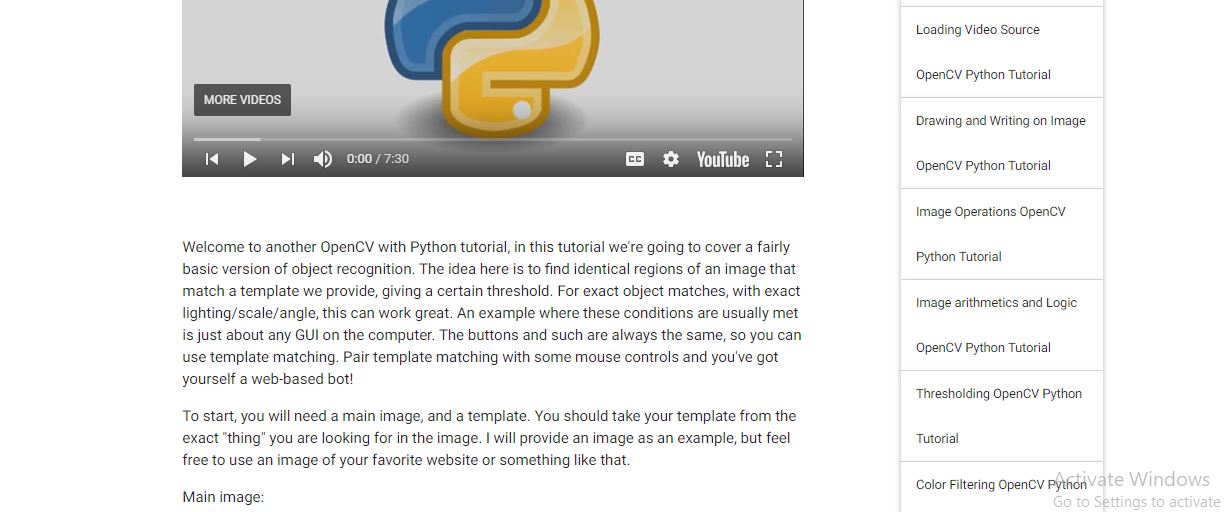 MORE VIDEOS
0:00 / 7:30
CC
YouTube
Welcome to another OpenCV with Python tutorial, in this tutorial we're going to cover a fairly
basic version of object recognition. The idea here is to find identical regions of an image that
match a template we provide, giving a certain threshold. For exact object matches, with exact
lighting/scale/angle, this can work great. An example where these conditions are usually met
is just about any GUI on the computer. The buttons and such are always the same, so you can
use template matching. Pair template matching with some mouse controls and you've got
yourself a web-based bot!
To start, you will need a main image, and a template. You should take your template from the
exact "thing" you are looking for in the image. I will provide an image as an example, but feel
free to use an image of your favorite website or something like that.
Main image:
Loading Video Source
OpenCV Python Tutorial
Drawing and Writing on Image
OpenCV Python Tutorial
Image Operations OpenCV
Python Tutorial
Image arithmetics and Logic
OpenCV Python Tutorial
Thresholding OpenCV Python
Tutorial
Color Filtering OpenCV Python
Activate Windows
Go to Settings to activate